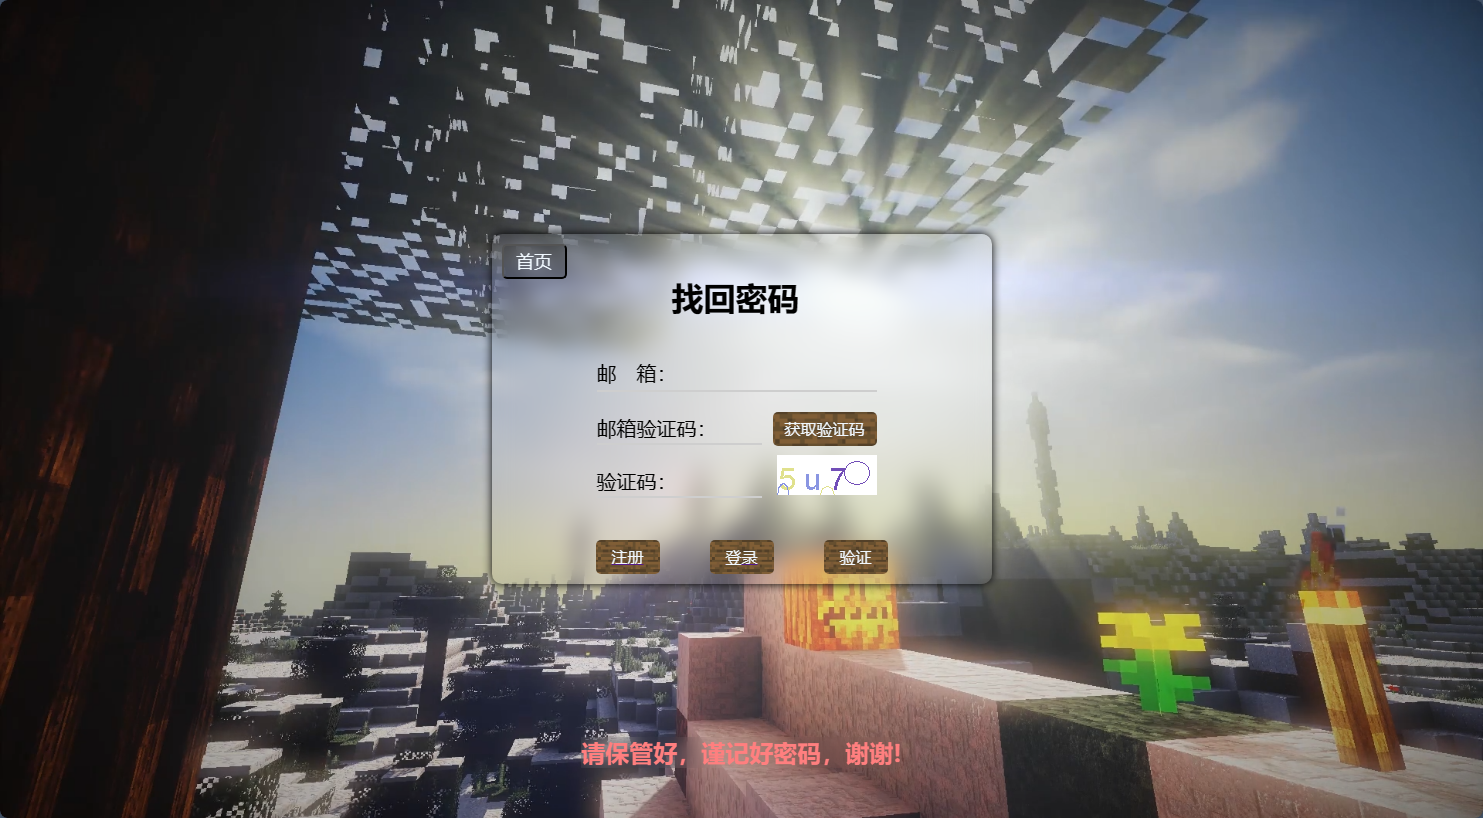 首页
找回密码
邮 箱：
邮箱验证码： 获取验证码
验证码： 5 u 7
注册 登录 验证
请保管好，谨记好密码，谢谢!